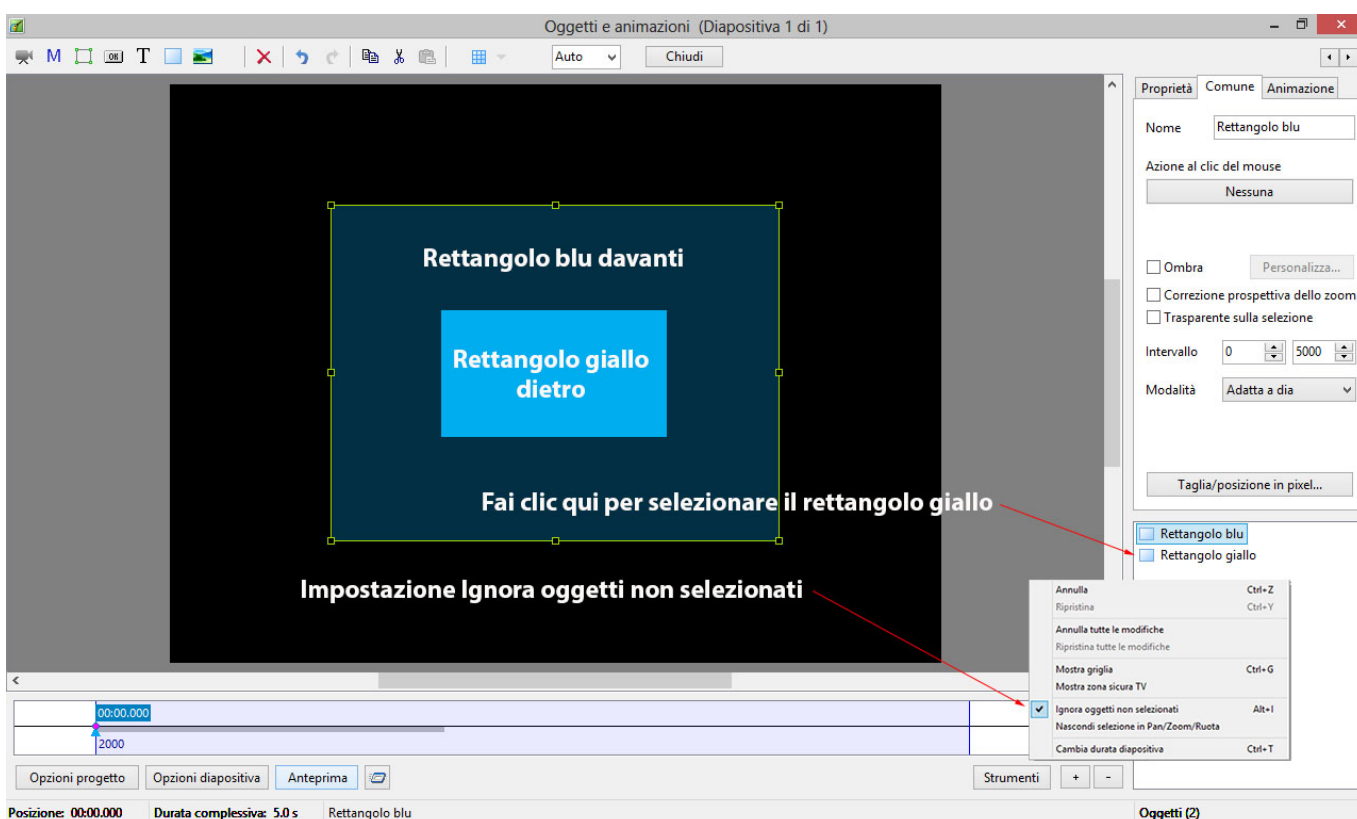 Oggetti e animazioni (Diapositiva 1 di 1)
M OK T Auto Chiudi
Proprietà Comune Animazione
Nome Rettangolo blu
Azione al clic del mouse
Nessuna
Rettangolo blu davanti
Ombra Personalizza...
Correzione prospettiva dello zoom
Trasparente sulla selezione
Rettangolo giallo
dietro
Intervallo 0 5000
Modalità Adatta a dia
Taglia/posizione in pixel...
Fai clic qui per selezionare il rettangolo giallo
Rettangolo blu
Rettangolo giallo
Impostazione Ignora oggetti non selezionati
Annulla Ctrl+Z
Ripristina Ctrl+Y
Annulla tutte le modifiche
Ripristina tutte le modifiche
Mostra griglia Ctrl+G
Mostra zona sicura TV
Ignora oggetti non selezionati Alt+I
Nascondi selezione in Pan/Zoom/Ruota
Cambia durata diapositiva Ctrl+T
00:00.000
2000
Opzioni progetto Opzioni diapositiva Anteprima Strumenti + -
Posizione: 00:00.000 Durata complessiva: 5.0 s Rettangolo blu Oggetti (2)